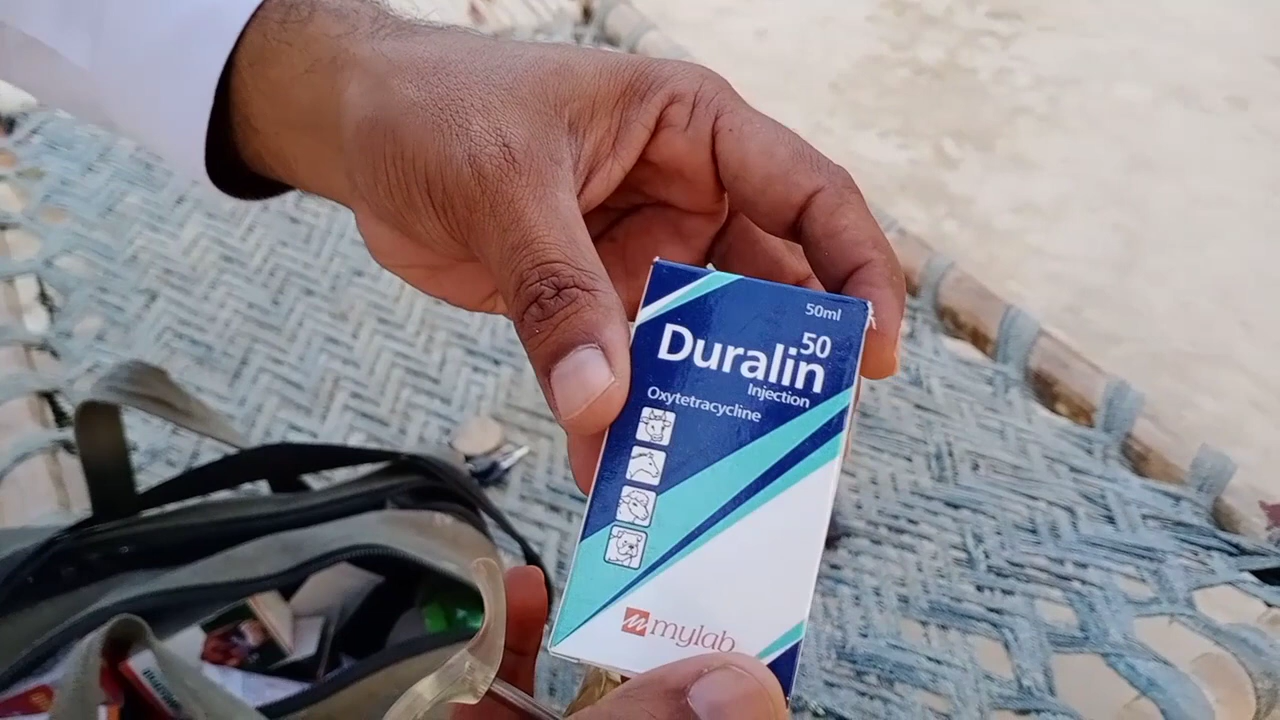 50ml
Duralin 50
Injection
Oxytetracycline
mylab